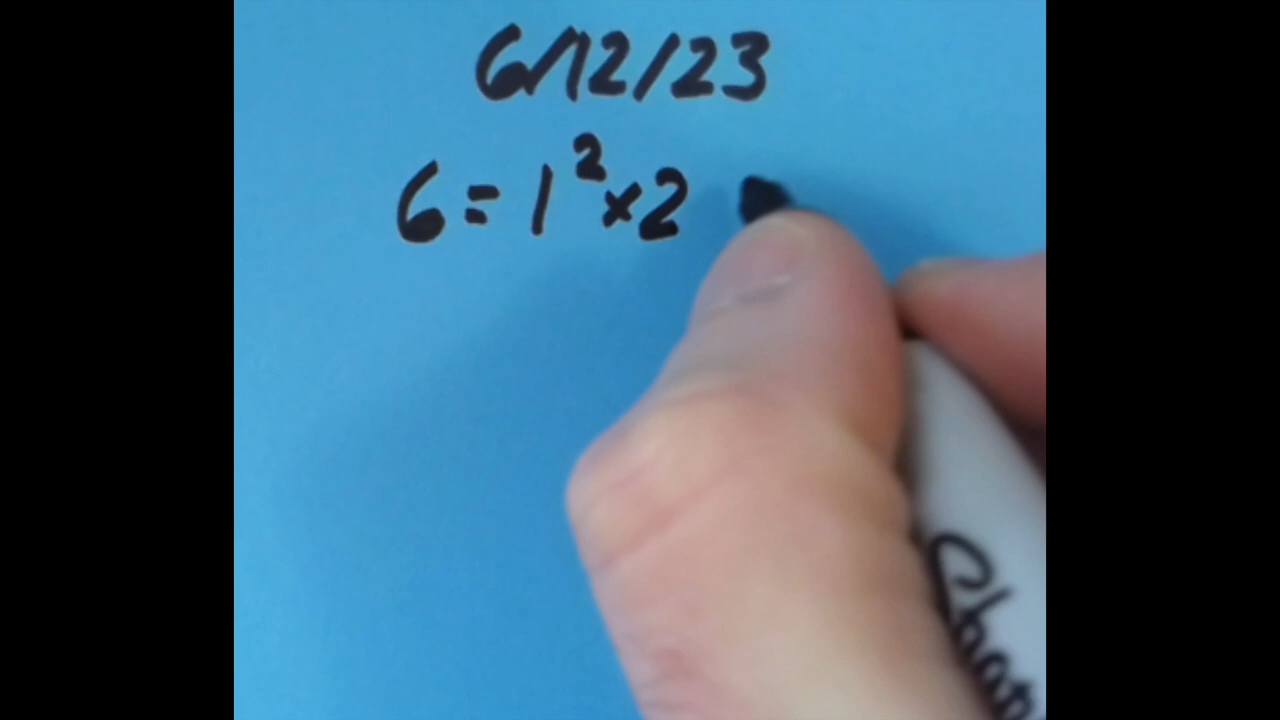 6/12/23
6 = 1² × 2